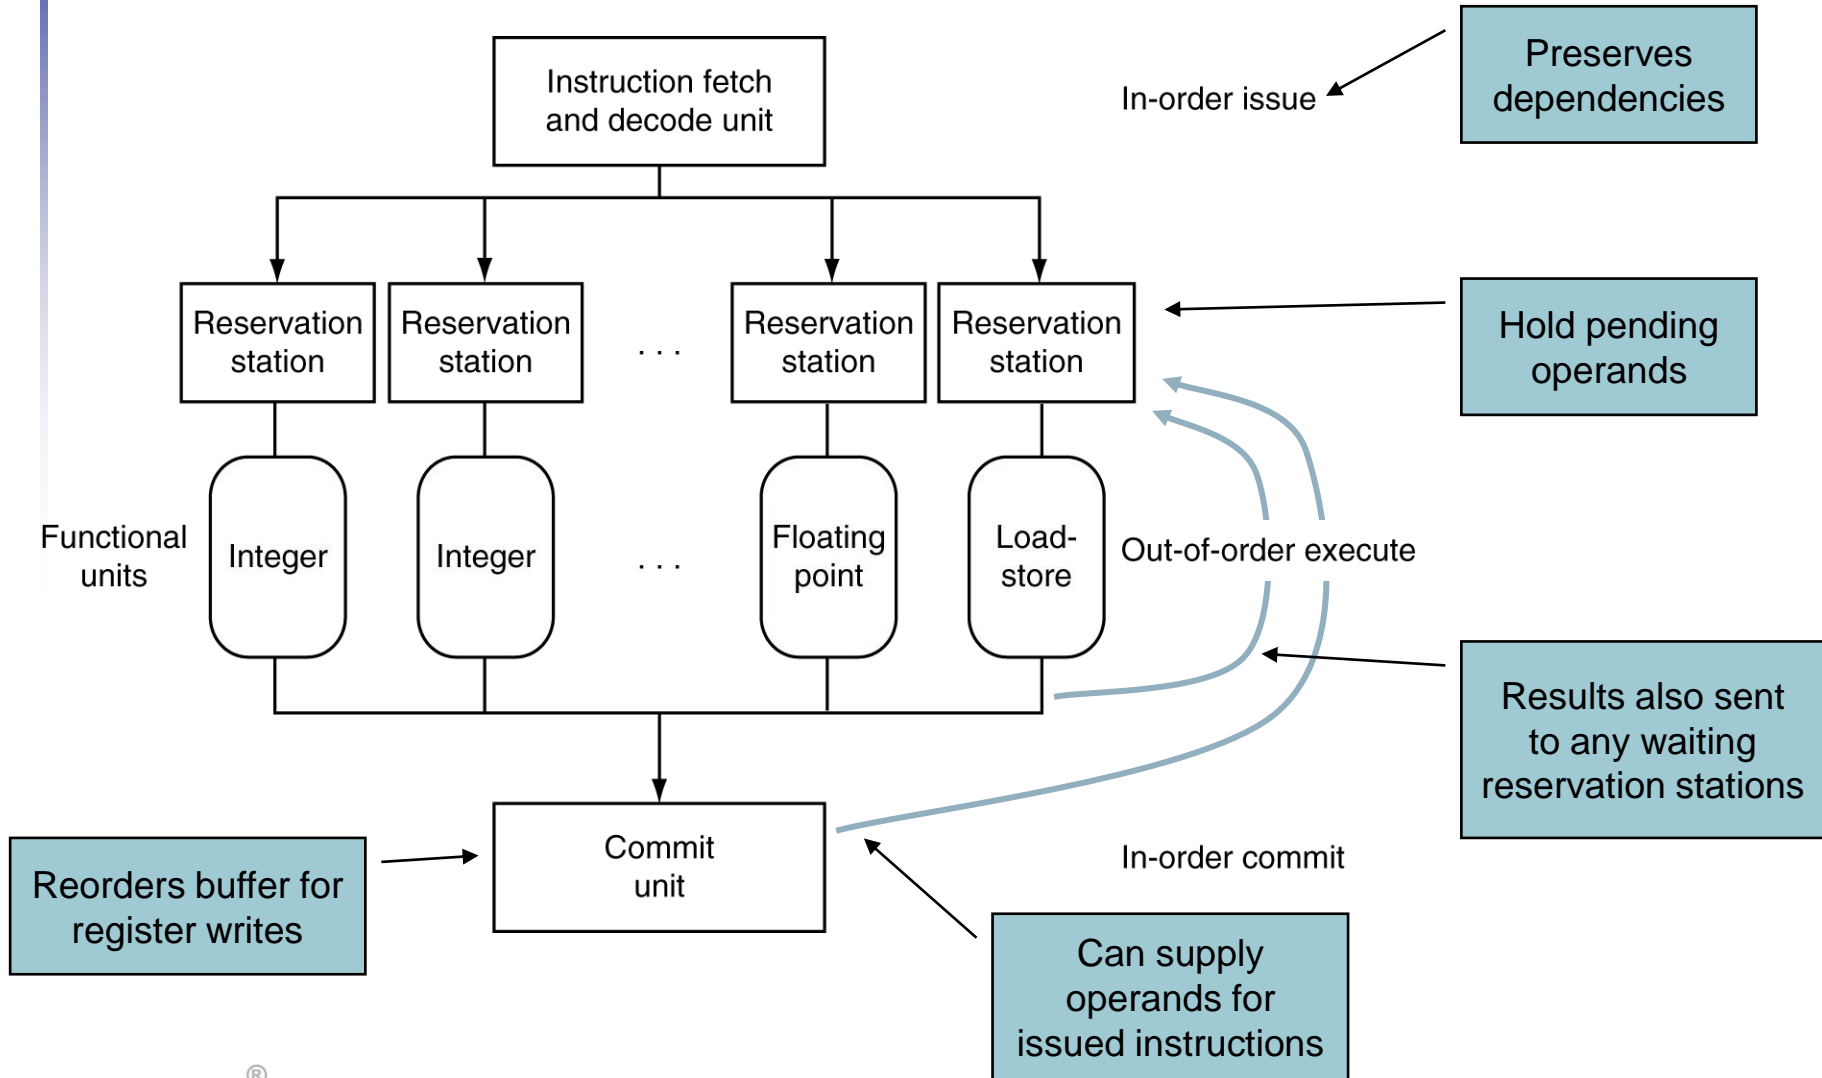 Instruction fetch
and decode unit
In-order issue
Preserves
dependencies
Reservation
station
Reservation
station
. . .
Reservation
station
Reservation
station
Hold pending
operands
Functional
units
Integer
Integer
. . .
Floating
point
Load-
store
Out-of-order execute
Results also sent
to any waiting
reservation stations
Commit
unit
In-order commit
Reorders buffer for
register writes
Can supply
operands for
issued instructions
®